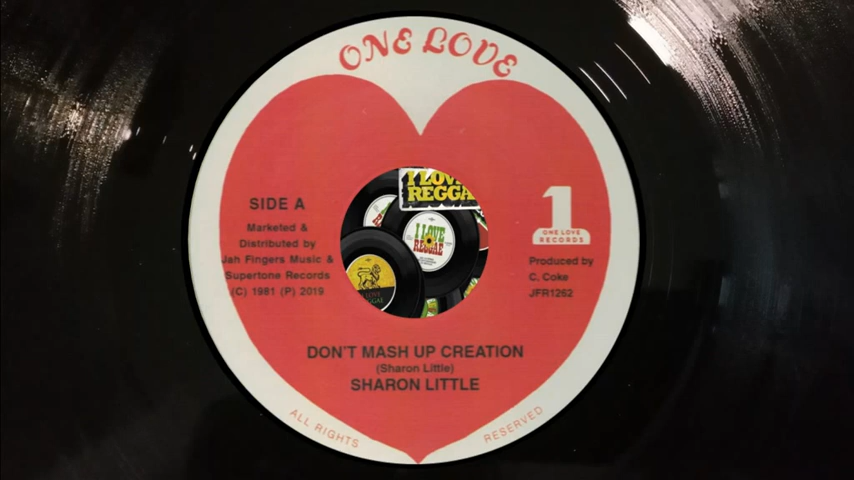 ONE LOVE
SIDE A
Marketed &
Distributed by
Jah Fingers Music &
Supertone Records
(C) 1981 (P) 2019
I LOVE
REGGA
I LOVE
REGGAE
1
ONE LOVE
RECORDS
Produced by
C. Coke
JFR1262
DON'T MASH UP CREATION
(Sharon Little)
SHARON LITTLE
ALL RIGHTS
RESERVED